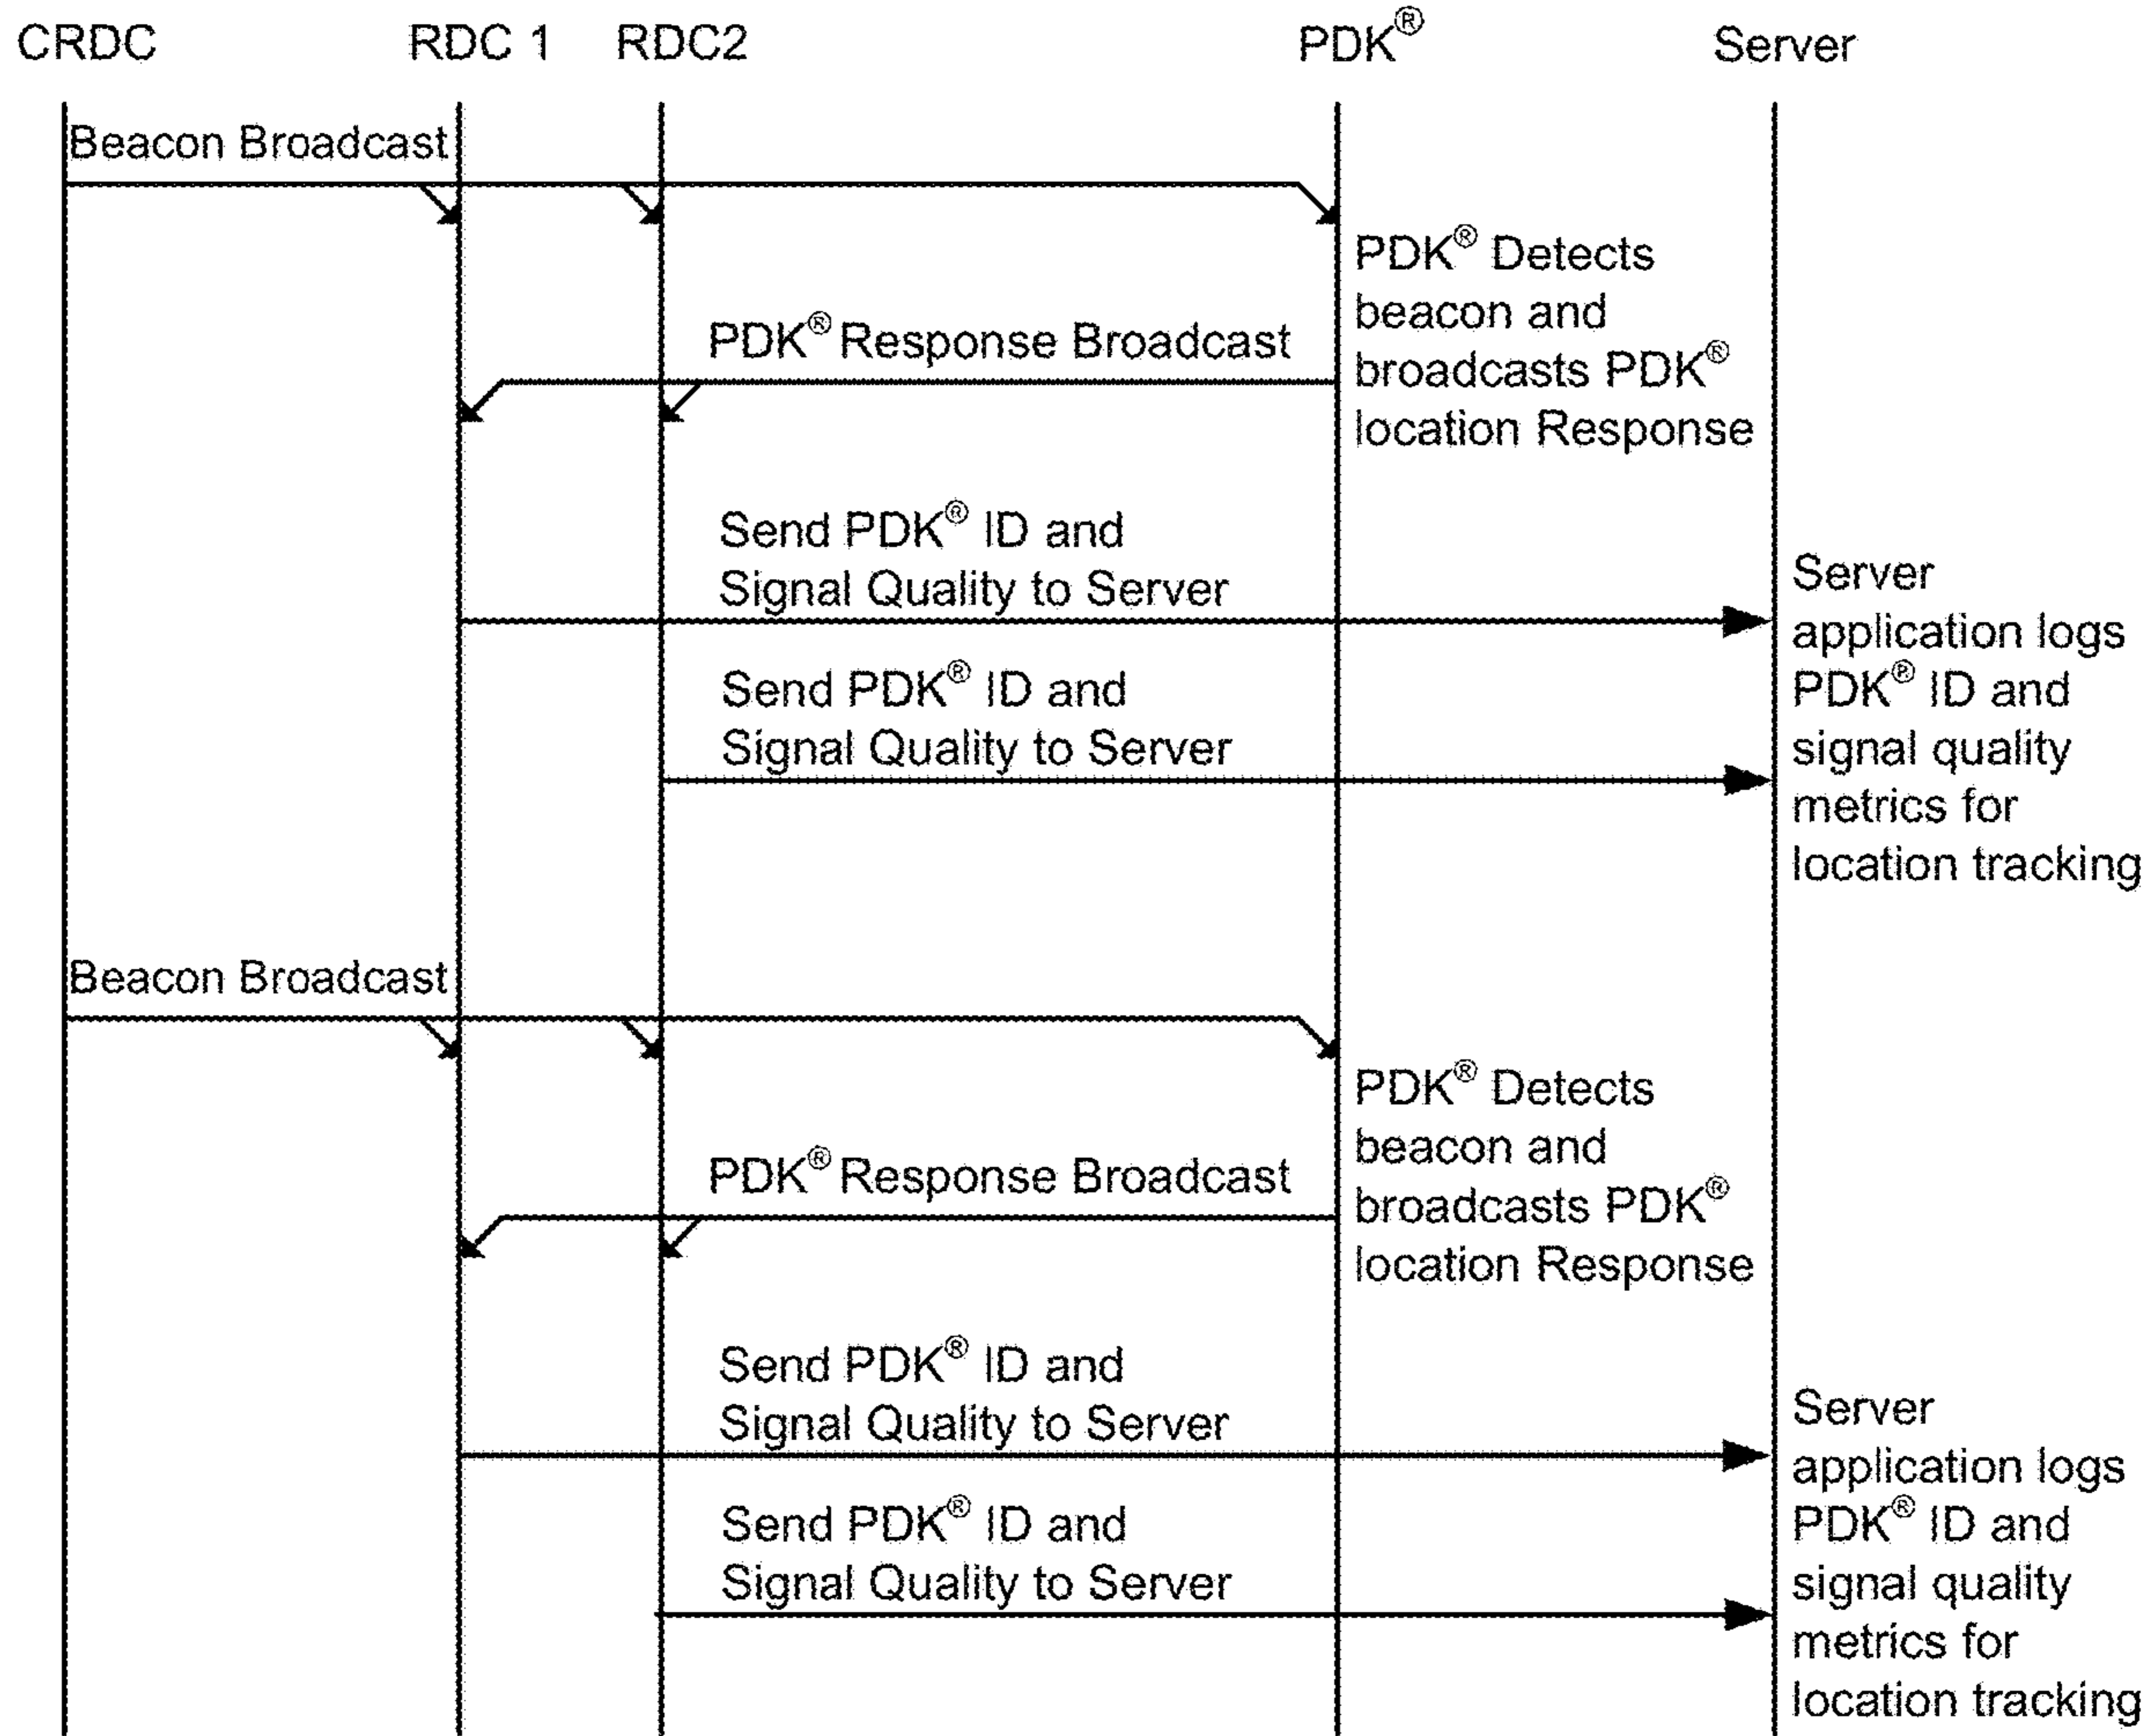 CRDC RDC 1 RDC2 PDK® Server
Beacon Broadcast
PDK® Detects
beacon and
broadcasts PDK®
location Response
PDK® Response Broadcast
Send PDK® ID and
Signal Quality to Server
Send PDK® ID and
Signal Quality to Server
Server
application logs
PDK® ID and
signal quality
metrics for
location tracking
Beacon Broadcast
PDK® Detects
beacon and
broadcasts PDK®
location Response
PDK® Response Broadcast
Send PDK® ID and
Signal Quality to Server
Send PDK® ID and
Signal Quality to Server
Server
application logs
PDK® ID and
signal quality
metrics for
location tracking